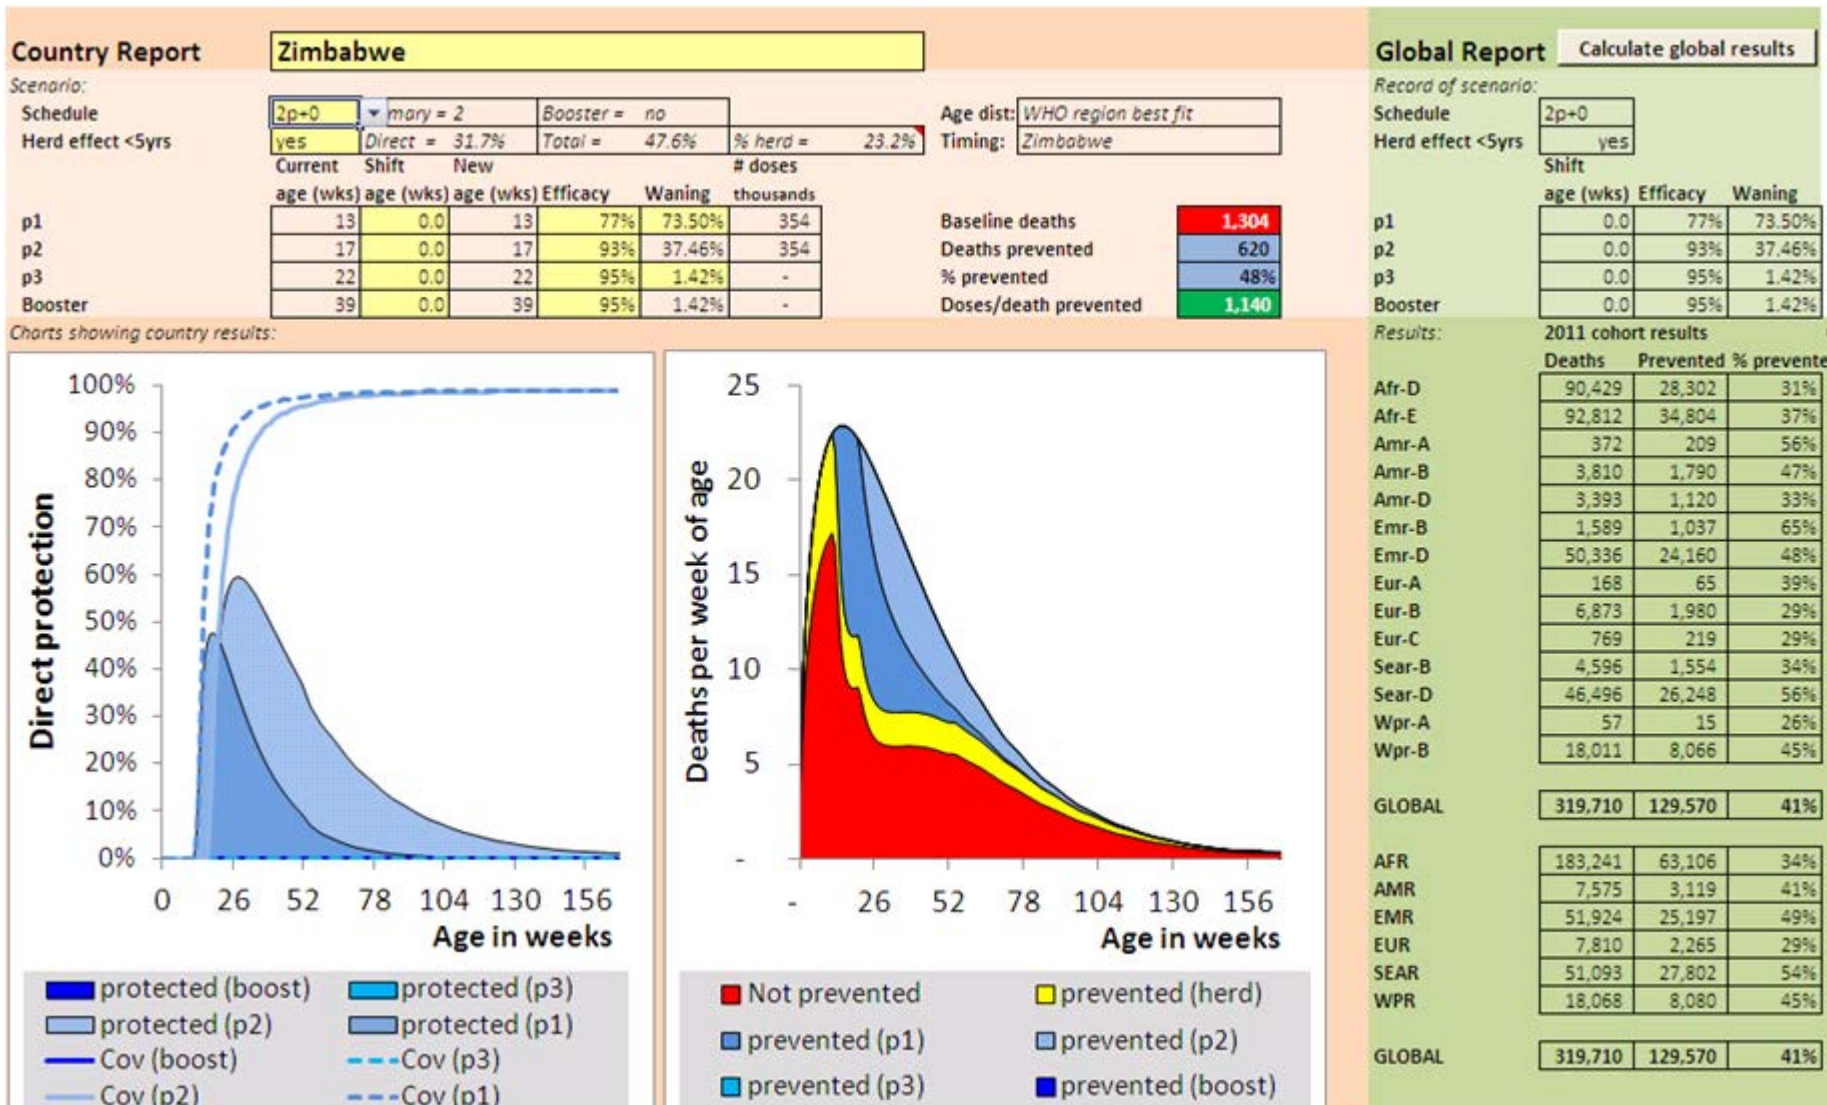 Country Report Zimbabwe
Scenario:
Schedule 2p+0 mary = 2 Booster = no Age dist: WHO region best fit
Herd effect <5yrs yes Direct = 31.7% Total = 47.6% % herd = 23.2% Timing: Zimbabwe
Current Shift New # doses
age (wks) age (wks) age (wks) Efficacy Waning thousands
p1 13 0.0 13 77% 73.50% 354 Baseline deaths 1,304
p2 17 0.0 17 93% 37.46% 354 Deaths prevented 620
p3 22 0.0 22 95% 1.42% - % prevented 48%
Booster 39 0.0 39 95% 1.42% - Doses/death prevented 1,140
Charts showing country results:
100%
90%
80%
70%
60%
50%
40%
30%
20%
10%
0%
Direct protection
0 26 52 78 104 130 156
Age in weeks
protected (boost) protected (p3)
protected (p2) protected (p1)
Cov (boost) Cov (p3)
Cov (p2) Cov (p1)
25
20
15
10
5
-
Deaths per week of age
- 26 52 78 104 130 156
Age in weeks
Not prevented prevented (herd)
prevented (p1) prevented (p2)
prevented (p3) prevented (boost)
Global Report Calculate global results
Record of scenario:
Schedule 2p+0
Herd effect <5yrs yes
Shift
age (wks) Efficacy Waning
p1 0.0 77% 73.50%
p2 0.0 93% 37.46%
p3 0.0 95% 1.42%
Booster 0.0 95% 1.42%
Results: 2011 cohort results
Deaths Prevented % prevente
Afr-D 90,429 28,302 31%
Afr-E 92,812 34,804 37%
Amr-A 372 209 56%
Amr-B 3,810 1,790 47%
Amr-D 3,393 1,120 33%
Emr-B 1,589 1,037 65%
Emr-D 50,336 24,160 48%
Eur-A 168 65 39%
Eur-B 6,873 1,980 29%
Eur-C 769 219 29%
Sear-B 4,596 1,554 34%
Sear-D 46,496 26,248 56%
Wpr-A 57 15 26%
Wpr-B 18,011 8,066 45%
GLOBAL 319,710 129,570 41%
AFR 183,241 63,106 34%
AMR 7,575 3,119 41%
EMR 51,924 25,197 49%
EUR 7,810 2,265 29%
SEAR 51,093 27,802 54%
WPR 18,068 8,080 45%
GLOBAL 319,710 129,570 41%